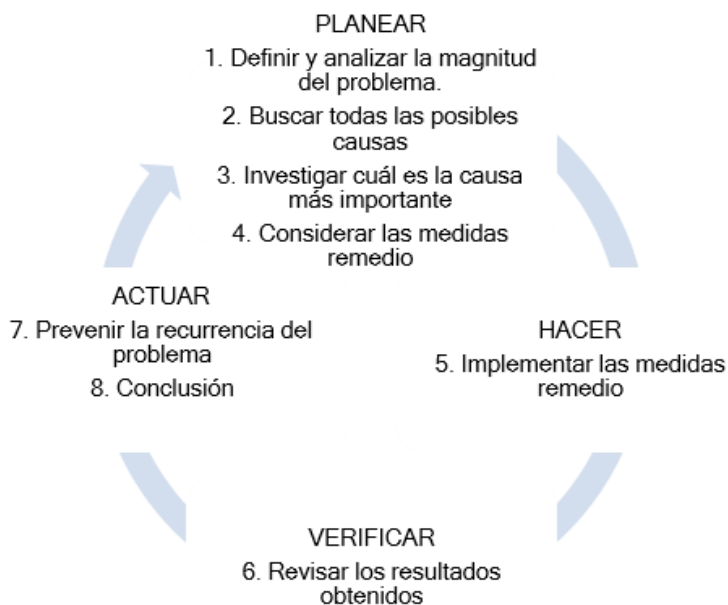 PLANEAR
1. Definir y analizar la magnitud
del problema.
2. Buscar todas las posibles
causas
3. Investigar cuál es la causa
más importante
4. Considerar las medidas
remedio
HACER
5. Implementar las medidas
remedio
VERIFICAR
6. Revisar los resultados
obtenidos
ACTUAR
7. Prevenir la recurrencia del
problema
8. Conclusión